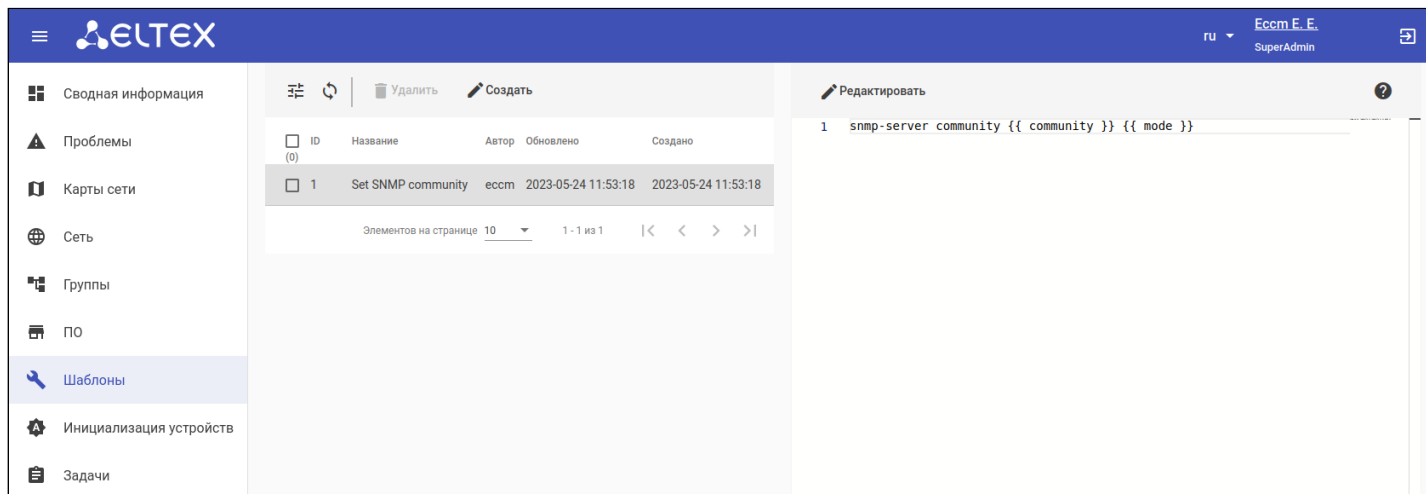 ELTEX
ru
Eccm E. E.
SuperAdmin
Сводная информация
Проблемы
Карты сети
Сеть
Группы
ПО
Шаблоны
Инициализация устройств
Задачи
Удалить Создать
(0) ID Название Автор Обновлено Создано
1 Set SNMP community eccm 2023-05-24 11:53:18 2023-05-24 11:53:18
Элементов на странице 10 1 - 1 из 1
Редактировать
1 snmp-server community {{ community }} {{ mode }}